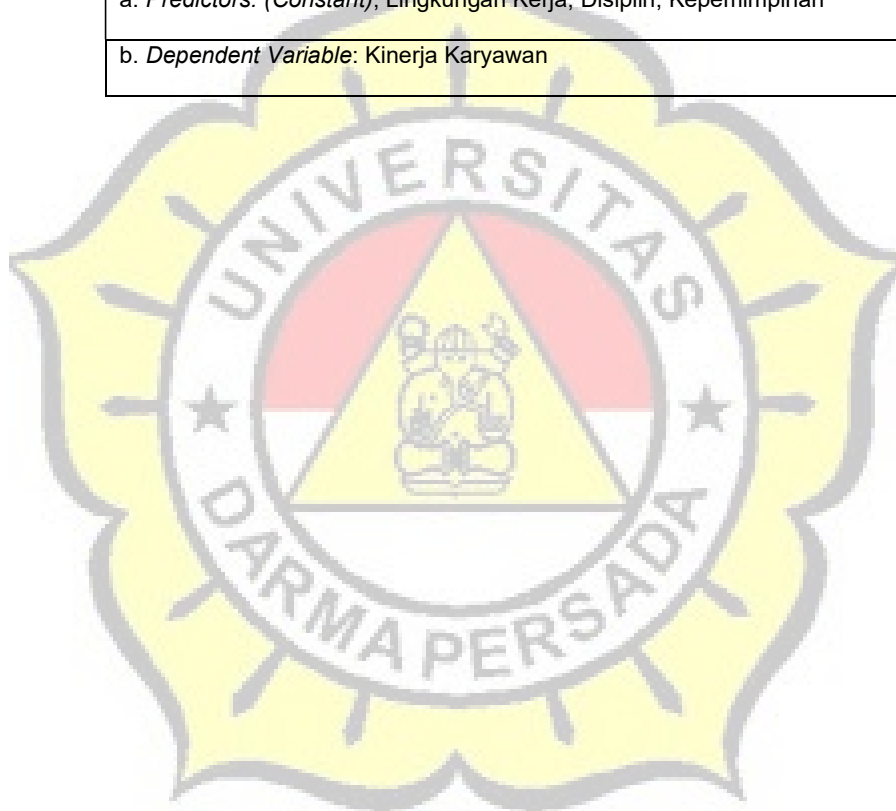 a. Predictors: (Constant), Lingkungan Kerja, Disiplin, Kepemimpinan
b. Dependent Variable: Kinerja Karyawan
UNIVERSITAS
DARMA PERSADA